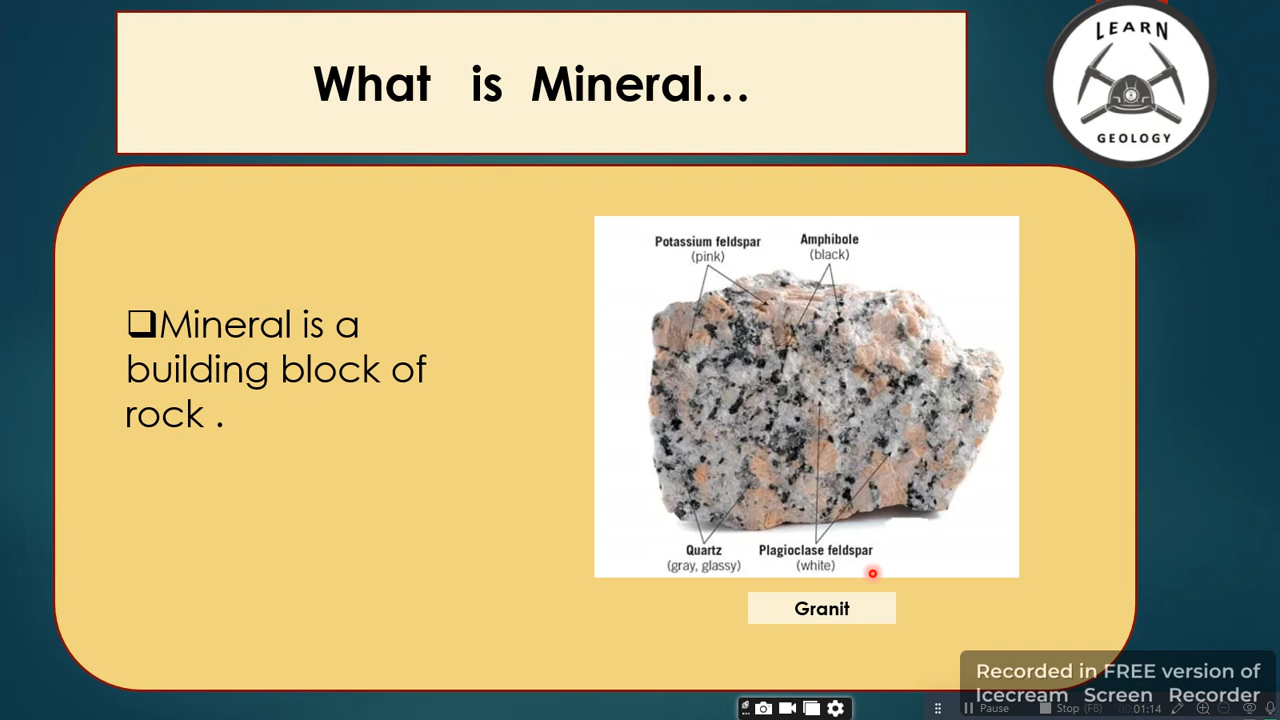 What is Mineral...
LEARN
GEOLOGY
❑Mineral is a
building block of
rock .
Potassium feldspar
(pink)
Amphibole
(black)
Quartz
(gray, glassy)
Plagioclase feldspar
(white)
Granit
Recorded in FREE version of
Icecream Screen Recorder
Pause
Stop (F8)
01:14